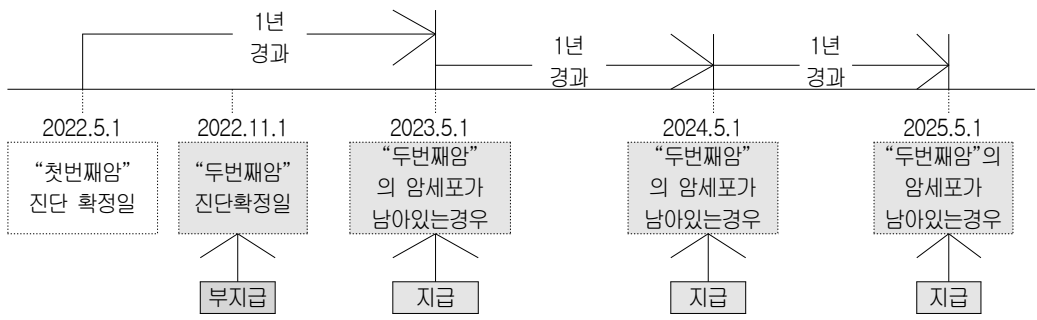 1년
경과
1년
경과
1년
경과
2022.5.1
2022.11.1
2023.5.1
2024.5.1
2025.5.1
“첫번째암”
진단 확정일
“두번째암”
진단확정일
“두번째암”
의 암세포가
남아있는경우
“두번째암”
의 암세포가
남아있는경우
“두번째암”의
암세포가
남아있는경우
부지급
지급
지급
지급